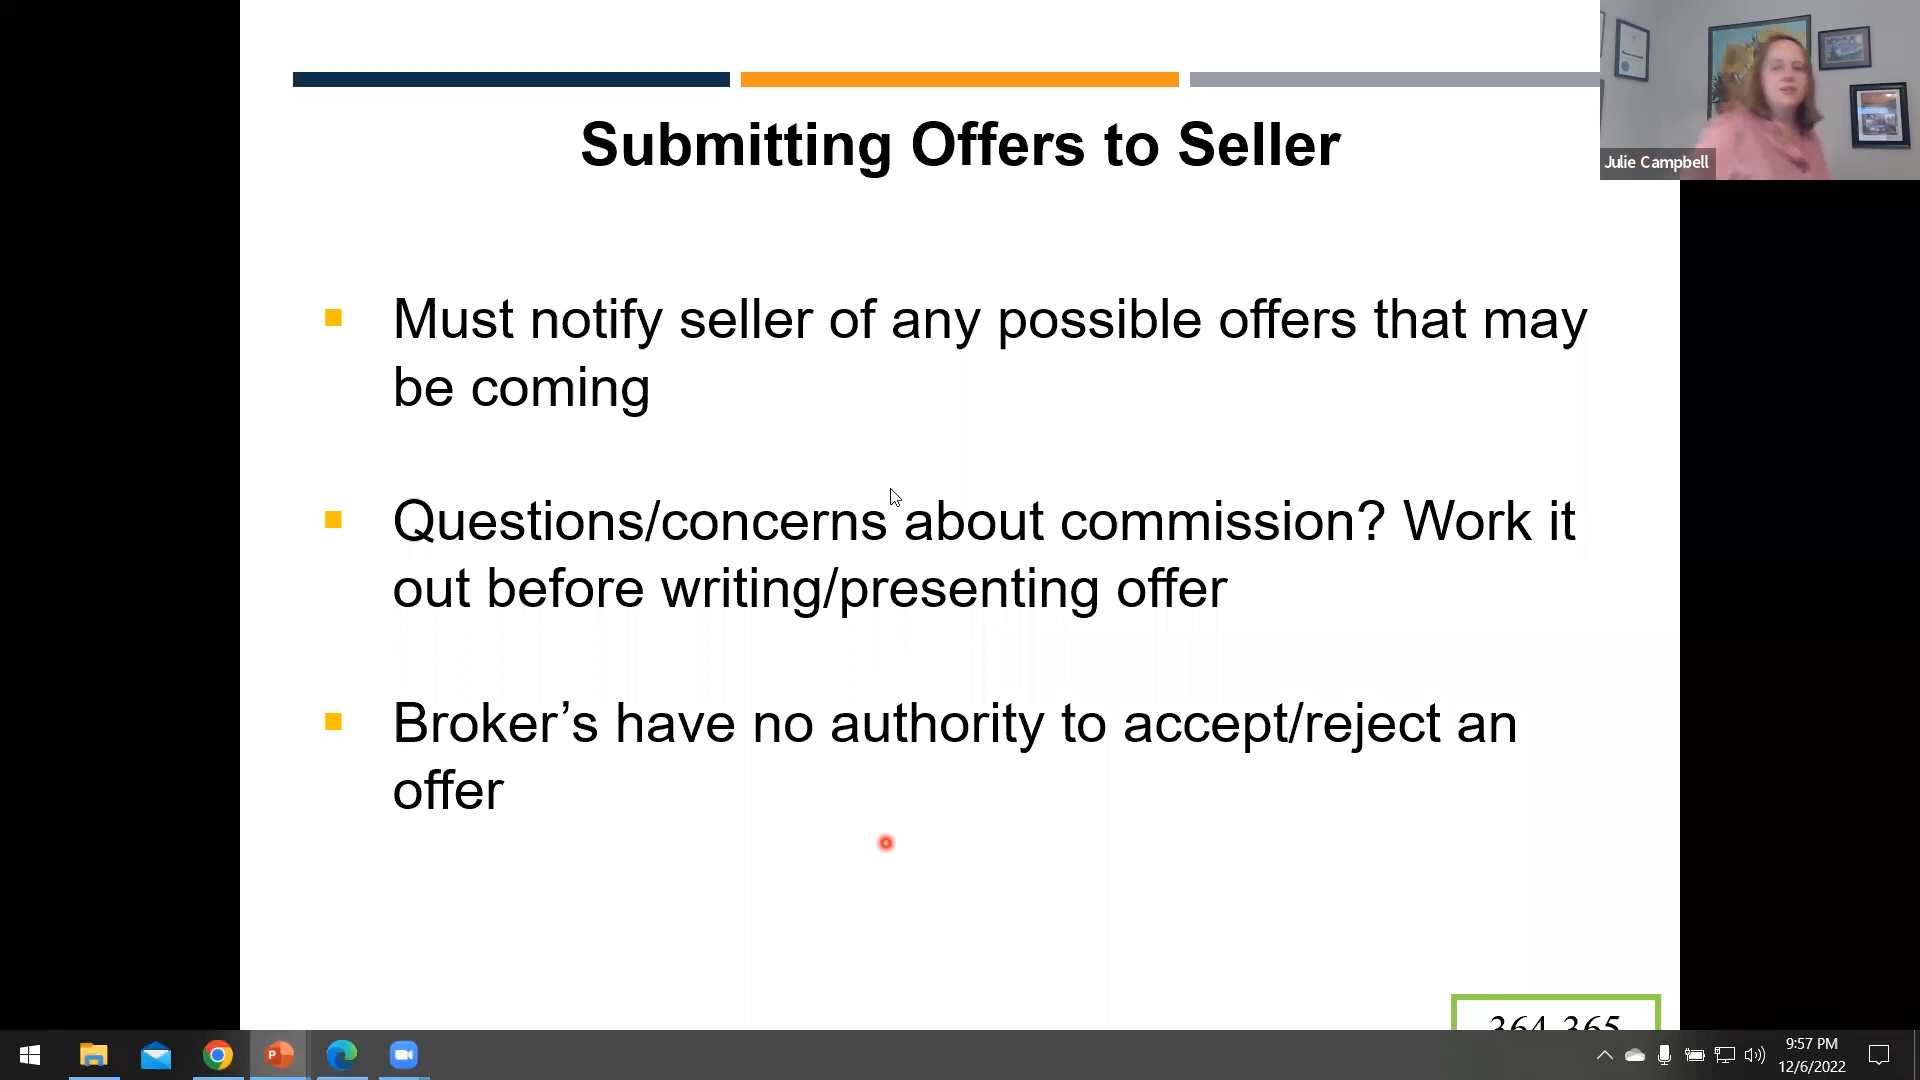 Submitting Offers to Seller
Julie Campbell
Must notify seller of any possible offers that may
be coming
Questions/concerns about commission? Work it
out before writing/presenting offer
Broker’s have no authority to accept/reject an
offer
364-365
9:57 PM
12/6/2022